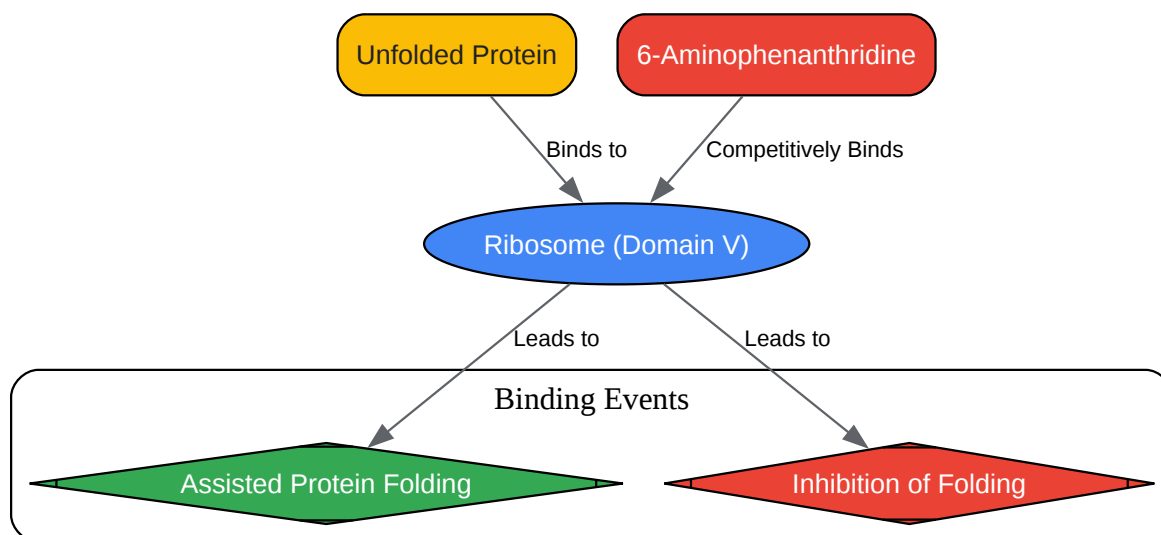 Unfolded Protein
6-Aminophenanthridine
Binds to
Competitively Binds
Ribosome (Domain V)
Leads to
Leads to
Binding Events
Assisted Protein Folding
Inhibition of Folding